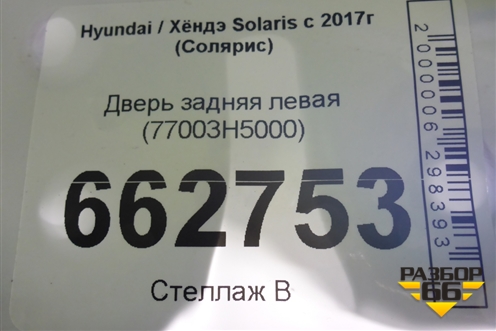 Hyundai / Хёндэ Solaris с 2017г
(Солярис)
Дверь задняя левая
(77003H5000)
662753
Стеллаж В
2000006298393
РАЗБОР
66